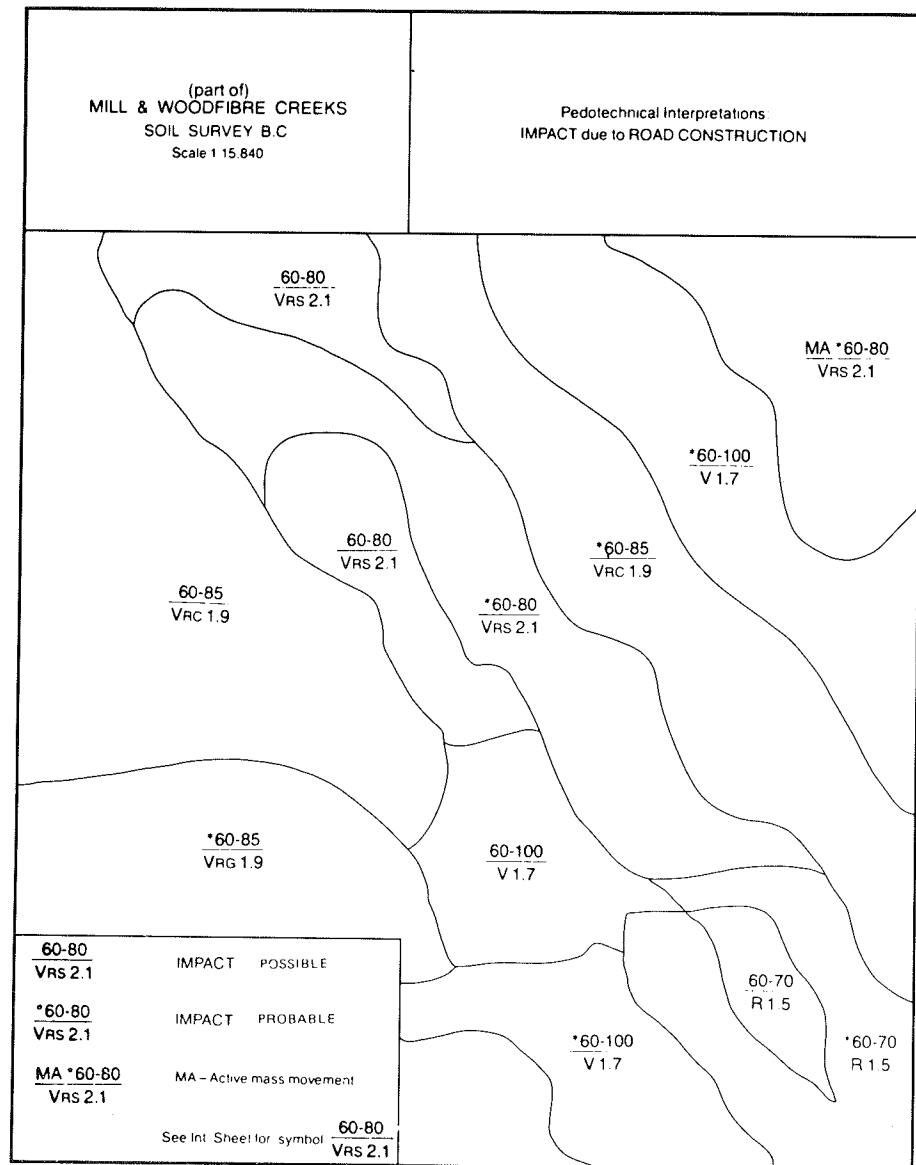 (part of)
MILL & WOODFIBRE CREEKS
SOIL SURVEY B.C
Scale 1 15.840
Pedotechnical Interpretations:
IMPACT due to ROAD CONSTRUCTION
60-80
VRS 2.1
MA *60-80
VRS 2.1
*60-100
V 1.7
60-80
VRS 2.1
*60-85
VRC 1.9
60-85
VRC 1.9
*60-80
VRS 2.1
*60-85
VRG 1.9
60-100
V 1.7
60-70
R 1.5
*60-100
V 1.7
*60-70
R 1.5
60-80
VRS 2.1
IMPACT POSSIBLE
*60-80
VRS 2.1
IMPACT PROBABLE
MA *60-80
VRS 2.1
MA – Active mass movement
See Int Sheet for symbol 60-80
VRS 2.1